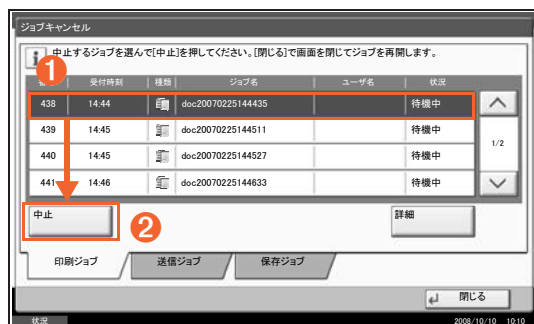 ジョブキャンセル
中止するジョブを選んで[中止]を押してください。[閉じる]で画面を閉じてジョブを再開します。
1
受付時刻 種類 ジョブ名 ユーザ名 状況
438 14:44 doc20070225144435 待機中
439 14:45 doc20070225144511 待機中
440 14:45 doc20070225144527 待機中
441 14:46 doc20070225144633 待機中
1/2
中止 2 詳細
印刷ジョブ 送信ジョブ 保存ジョブ
閉じる
状況 2008/10/10 10:10